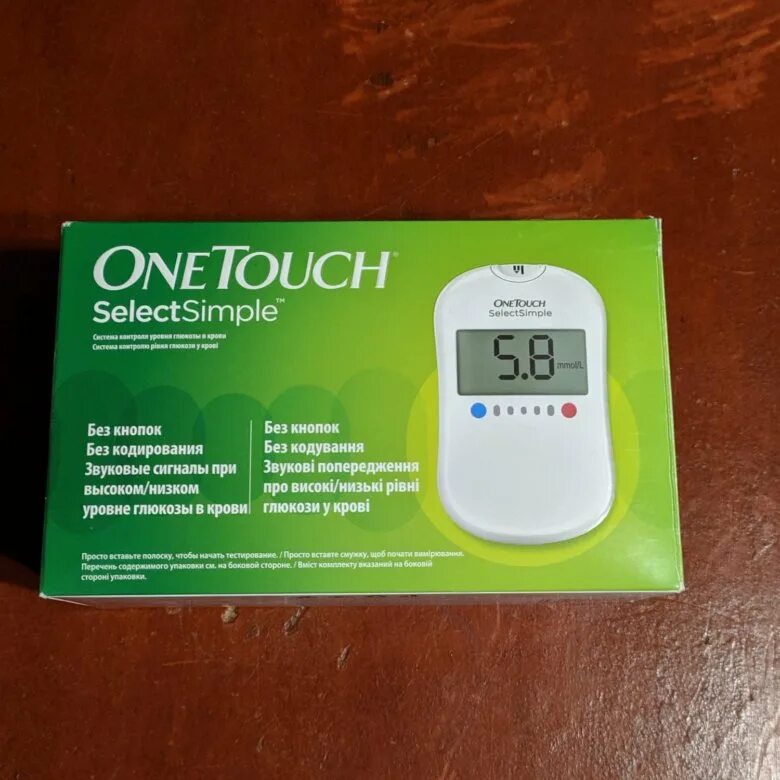 ONETOUCH®
SelectSimple™
Система контроля уровня глюкозы в крови
Система контролю рівня глюкози у крові
Без кнопок
Без кодирования
Звуковые сигналы при
высоком/низком
уровне глюкозы в крови
Без кнопок
Без кодування
Звукові попередження
про високі/низькі рівні
глюкози у крові
ONETOUCH
SelectSimple
5.8 mmol/L
Просто вставьте полоску, чтобы начать тестирование. / Просто вставте смужку, щоб почати вимірювання.
Перечень содержимого упаковки см. на боковой стороне. / Вміст комплекту вказаний на боковій
стороні упаковки.